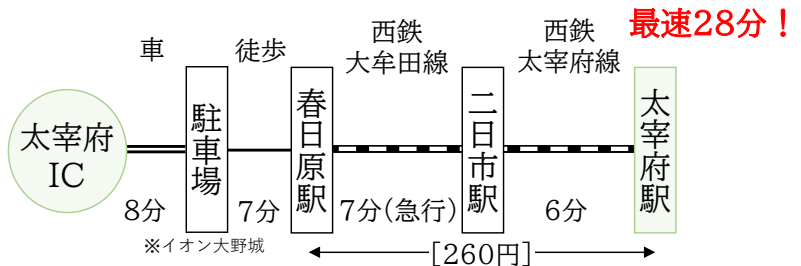 最速28分！
車
徒歩
西鉄
大牟田線
西鉄
太宰府線
太宰府
IC
駐車場
春日原駅
二日市駅
太宰府駅
8分
7分
7分(急行)
6分
※イオン大野城
[260円]